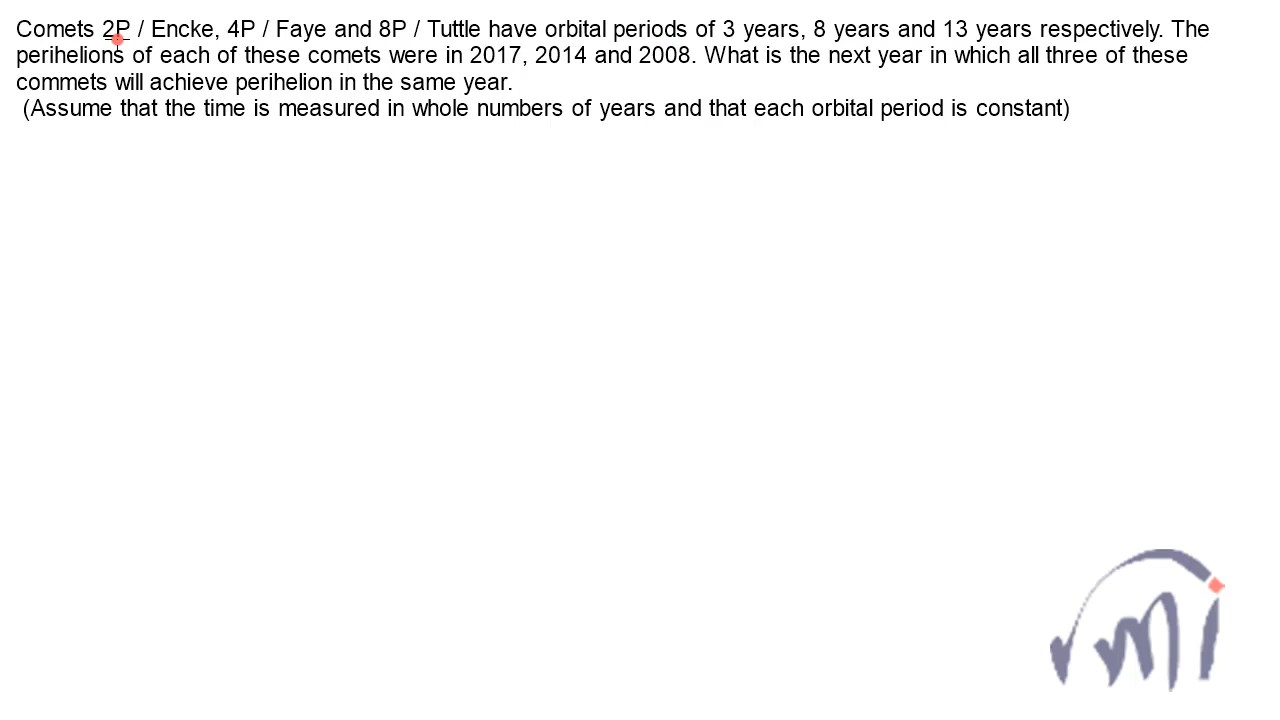 Comets 2P / Encke, 4P / Faye and 8P / Tuttle have orbital periods of 3 years, 8 years and 13 years respectively. The
perihelions of each of these comets were in 2017, 2014 and 2008. What is the next year in which all three of these
commets will achieve perihelion in the same year.
(Assume that the time is measured in whole numbers of years and that each orbital period is constant)
vmi